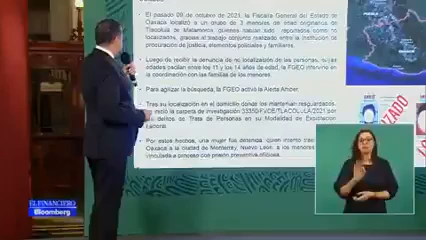 El pasado 09 de octubre de 2021, la Fiscalía General del Estado de
Oaxaca localizó a un grupo de 3 menores de edad originarios de
Tlacolula de Matamoros quienes habían sido reportados como no
localizados, gracias al trabajo conjunto realizado entre la institución
de procuración de justicia, elementos policiales y familiares.
Luego de recibir la denuncia de no localización de las personas,
edades oscilan entre los 11 y los 14 años de edad, la FGEO intervino en
la coordinación con las familias de los menores.
Para agilizar la búsqueda, la FGEO activó la Alerta Amber.
Tras su localización en el domicilio donde los mantenían resguardados,
se inició la carpeta de investigación
por delitos de Trata de Personas en su Modalidad de Explotación
Laboral.
Por estos hechos, una mujer fue detenida, quien intentó
Oaxaca a la ciudad de Monterrey, Nuevo León, a los menores
vinculada a proceso con prisión preventiva oficiosa.
PUEBLA
EL FINANCIERO
Bloomberg